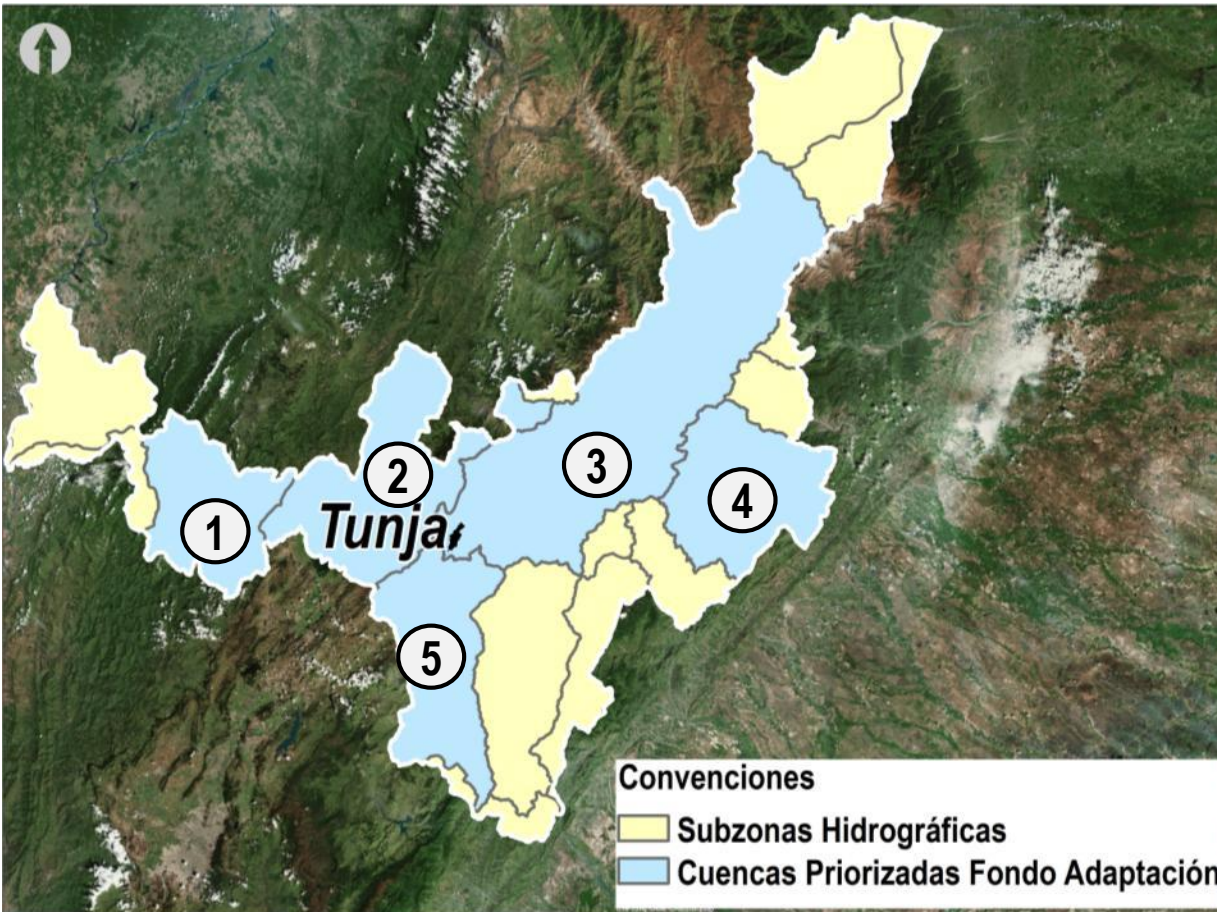 2
3
4
1
Tunja
5
Convenciones
Subzonas Hidrográficas
Cuencas Priorizadas Fondo Adaptación